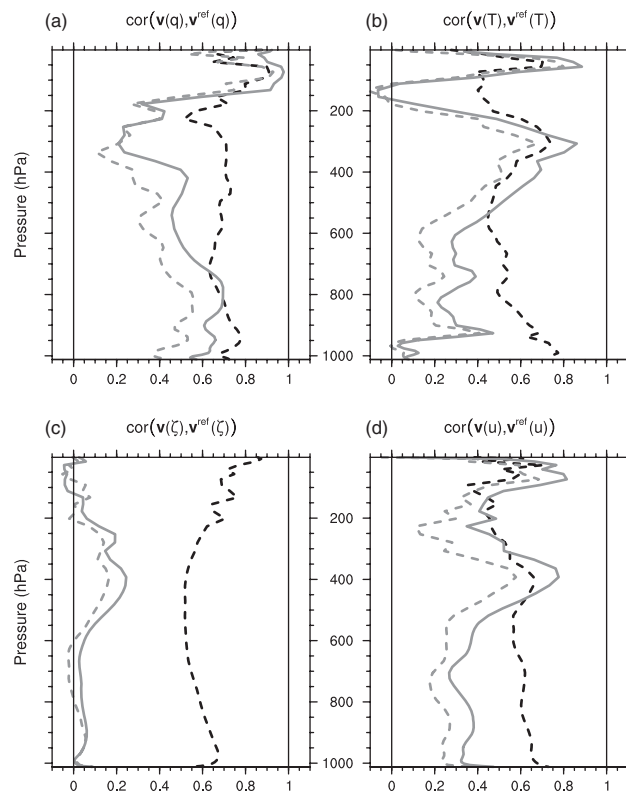 (a) cor(v(q),v^ref(q))
(b) cor(v(T),v^ref(T))
Pressure (hPa)
200
400
600
800
1000
0 0.2 0.4 0.6 0.8 1
0 0.2 0.4 0.6 0.8 1
(c) cor(v(ζ),v^ref(ζ))
(d) cor(v(u),v^ref(u))
Pressure (hPa)
200
400
600
800
1000
0 0.2 0.4 0.6 0.8 1
0 0.2 0.4 0.6 0.8 1